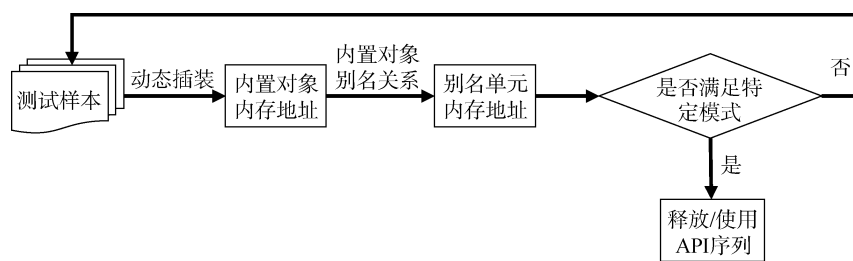 测试样本
动态插装
内置对象
内存地址
内置对象
别名关系
别名单元
内存地址
是否满足特
定模式
否
是
释放/使用
API序列